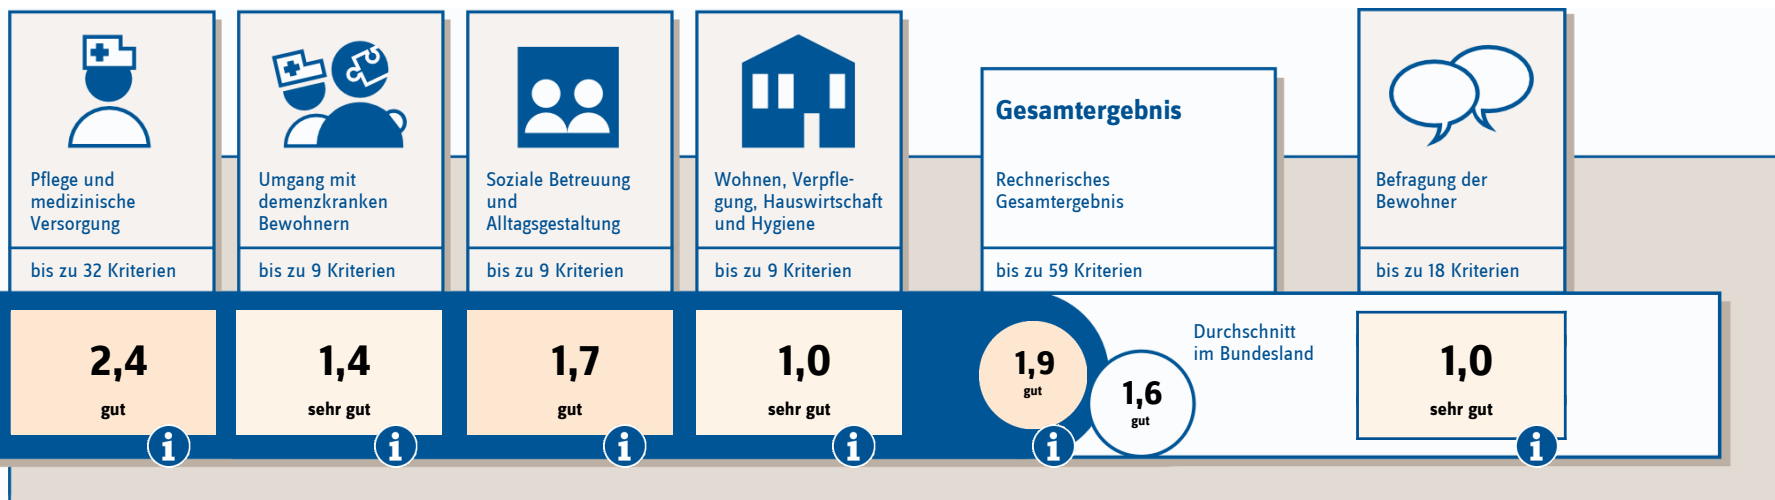 Pflege und
medizinische
Versorgung
bis zu 32 Kriterien
2,4
gut
Umgang mit
demenzkranken
Bewohnern
bis zu 9 Kriterien
1,4
sehr gut
Soziale Betreuung
und
Alltagsgestaltung
bis zu 9 Kriterien
1,7
gut
Wohnen, Verpfle-
gung, Hauswirtschaft
und Hygiene
bis zu 9 Kriterien
1,0
sehr gut
Gesamtergebnis
Rechnerisches
Gesamtergebnis
bis zu 59 Kriterien
1,9
gut
1,6
gut
Durchschnitt
im Bundesland
Befragung der
Bewohner
bis zu 18 Kriterien
1,0
sehr gut